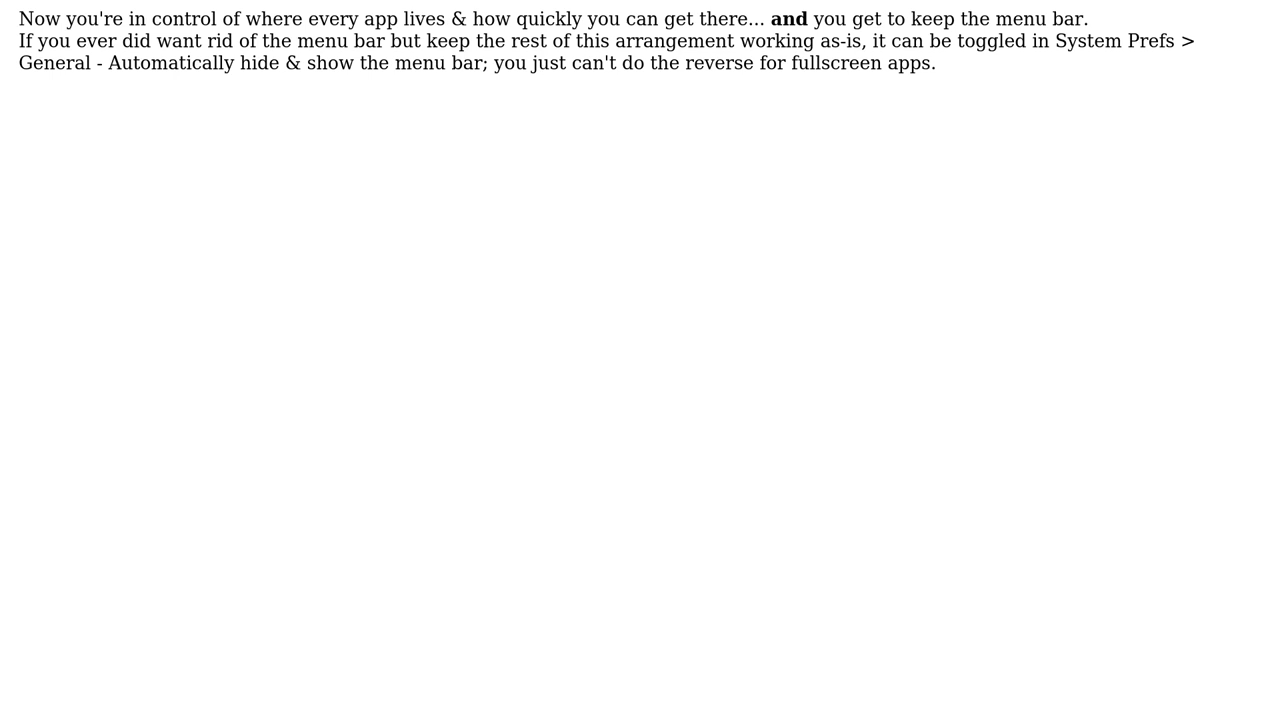 Now you're in control of where every app lives & how quickly you can get there... and you get to keep the menu bar.
If you ever did want rid of the menu bar but keep the rest of this arrangement working as-is, it can be toggled in System Prefs >
General - Automatically hide & show the menu bar; you just can't do the reverse for fullscreen apps.